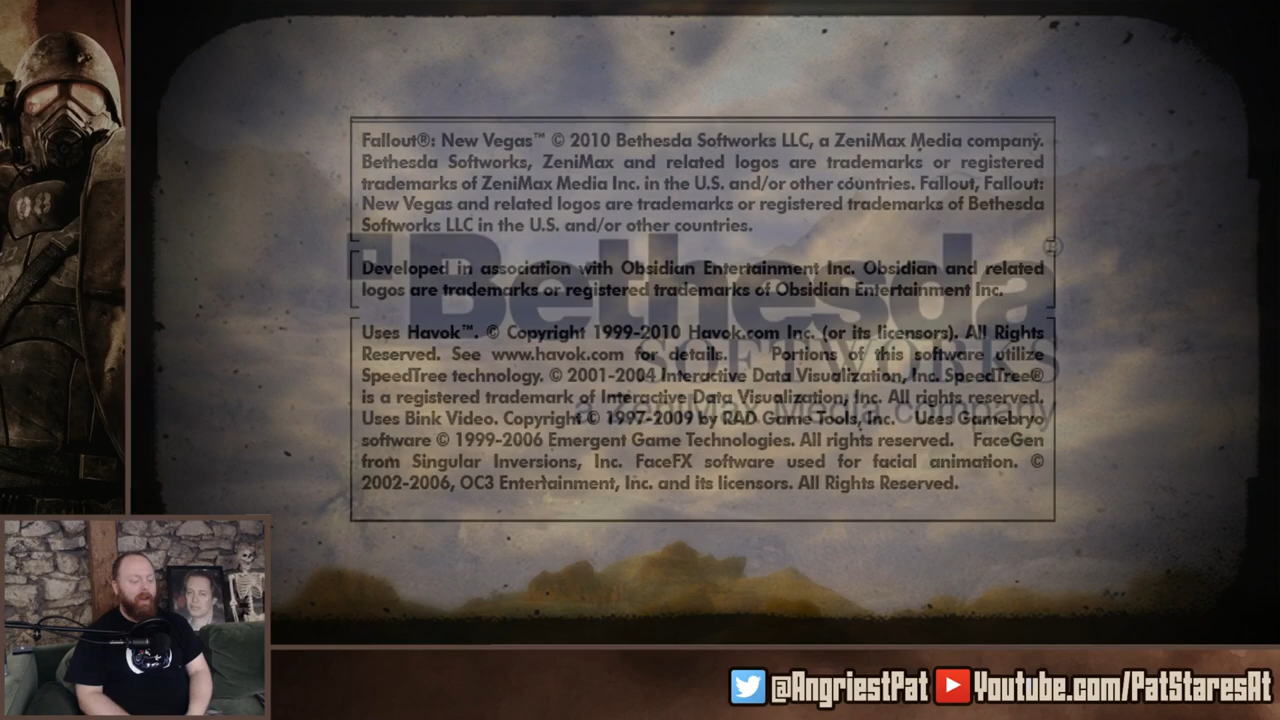 Fallout®: New Vegas™ © 2010 Bethesda Softworks LLC, a ZeniMax Media company.
Bethesda Softworks, ZeniMax and related logos are trademarks or registered
trademarks of ZeniMax Media Inc. in the U.S. and/or other countries. Fallout, Fallout:
New Vegas and related logos are trademarks or registered trademarks of Bethesda
Softworks LLC in the U.S. and/or other countries.
Bethesda®
Developed in association with Obsidian Entertainment Inc. Obsidian and related
logos are trademarks or registered trademarks of Obsidian Entertainment Inc.
Uses Havok™. © Copyright 1999-2010 Havok.com Inc. (or its licensors). All Rights
Reserved. See www.havok.com for details. Portions of this software utilize
SOFTWORKS
SpeedTree technology. © 2001-2004 Interactive Data Visualization, Inc. SpeedTree®
is a registered trademark of Interactive Data Visualization, Inc. All rights reserved.
a ZeniMax Media company
Uses Bink Video. Copyright © 1997-2009 by RAD Game Tools, Inc. Uses Gamebryo
software © 1999-2006 Emergent Game Technologies. All rights reserved. FaceGen
from Singular Inversions, Inc. FaceFX software used for facial animation. ©
2002-2006, OC3 Entertainment, Inc. and its licensors. All Rights Reserved.
@AngriestPat Youtube.com/PatStaresAt